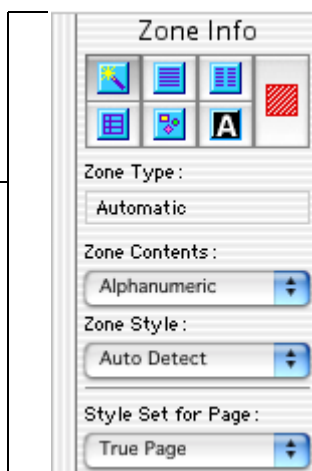 Zone Info
A
Zone Type:
Automatic
Zone Contents:
Alphanumeric
Zone Style:
Auto Detect
Style Set for Page:
True Page